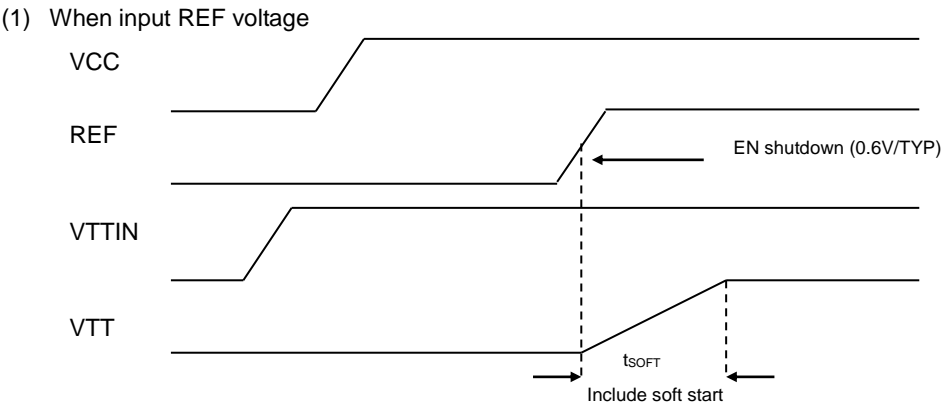 (1) When input REF voltage
VCC
REF
EN shutdown (0.6V/TYP)
VTTIN
VTT
tSOFT
Include soft start